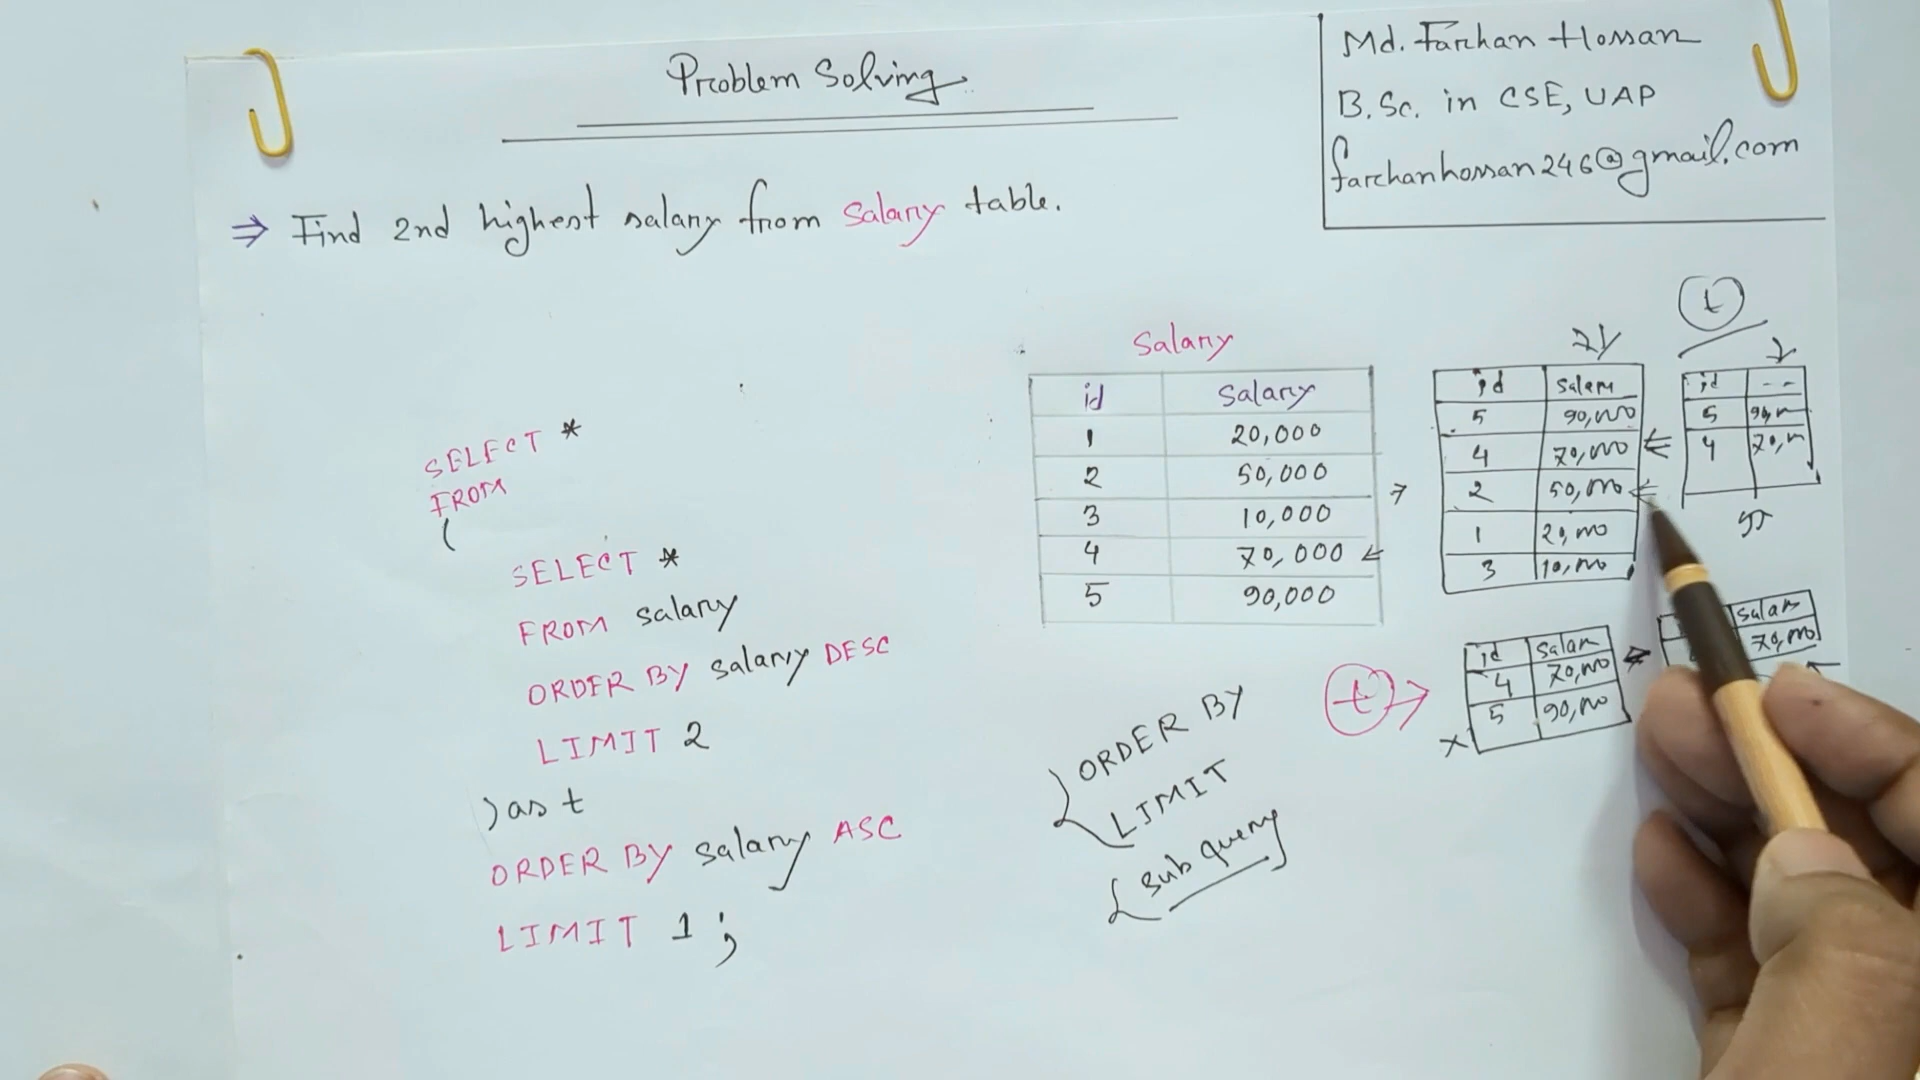 Problem Solving
Md. Farhan Hossan
B.Sc. in CSE, UAP
farhanhossan246@gmail.com
⇒ Find 2nd highest salary from Salary table.
SELECT *
FROM
(
SELECT *
FROM salary
ORDER BY salary DESC
LIMIT 2
) as t
ORDER BY salary ASC
LIMIT 1 ;
Salary
id Salary
1 20,000
2 50,000
3 10,000
4 70,000
5 90,000
id Salary
5 90,000
4 70,000
2 50,000
1 20,000
3 10,000
t
id --
5
4
ORDER BY
LIMIT
sub query
t →
id Salary
4 70,000
5 90,000
Salary
70,000